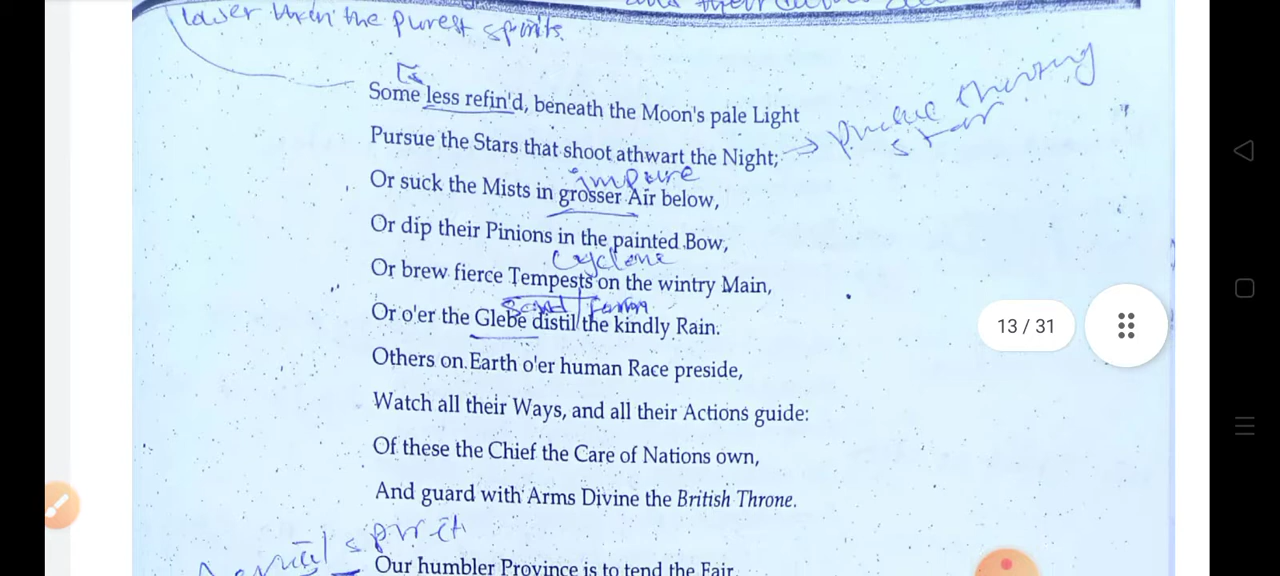 lower than the purest spirits.
Some less refin'd, beneath the Moon's pale Light
Pursue the Stars that shoot athwart the Night;
star
impure
Or suck the Mists in grosser Air below,
Or dip their Pinions in the painted Bow,
Cyclone
Or brew fierce Tempests on the wintry Main,
Or o'er the Glebe distil the kindly Rain.
13 / 31
Others on Earth o'er human Race preside,
Watch all their Ways, and all their Actions guide:
Of these the Chief the Care of Nations own,
And guard with Arms Divine the British Throne.
Our humbler Province is to tend the Fair,